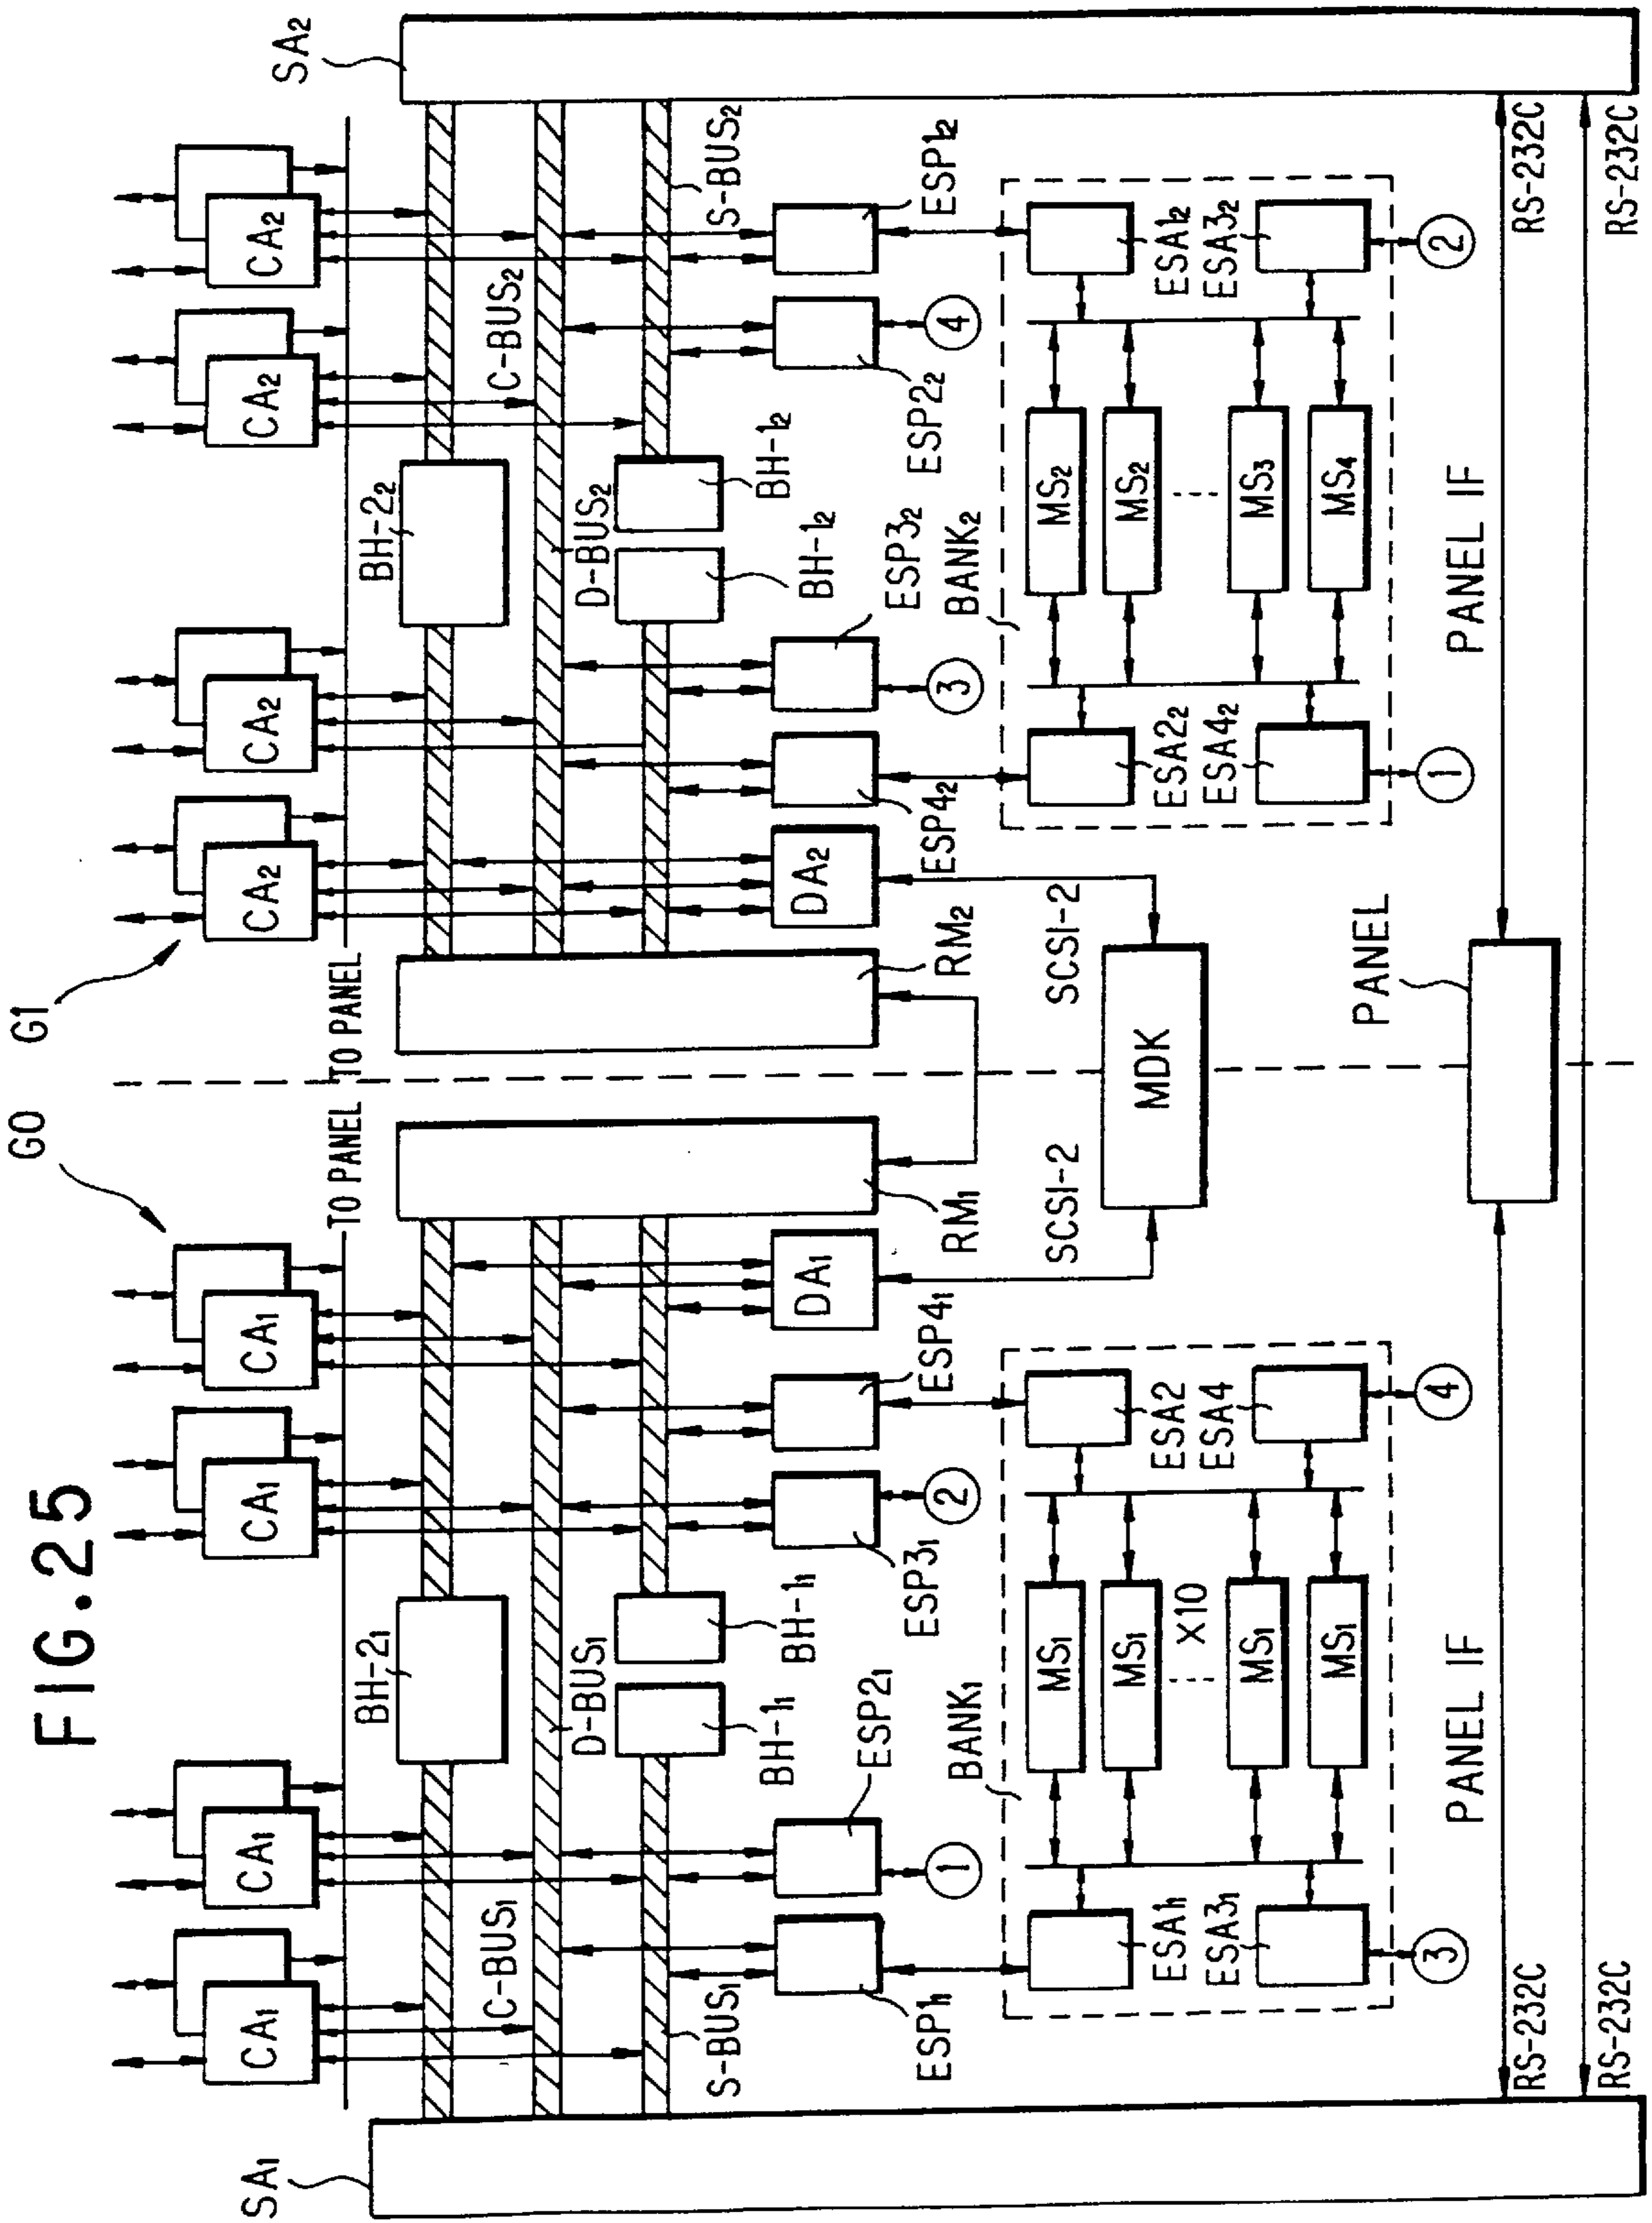 FIG.25
G0
G1
CA1
CA1
CA1
CA1
CA2
CA2
CA2
CA2
TO PANEL
TO PANEL
SA1
SA2
BH-21
BH-22
C-BUS1
C-BUS2
D-BUS1
D-BUS2
S-BUS1
S-BUS2
BH-11
BH-11
BH-12
BH-12
RM1
RM2
ESP11
ESP21
ESP31
ESP41
DA1
DA2
ESP42
ESP32
ESP22
ESP12
1
2
3
4
SCSI-2
SCSI-2
MDK
BANK1
BANK2
ESA11
ESA31
MS1
MS1
X10
MS1
MS1
ESA2
ESA4
ESA22
ESA42
MS2
MS2
MS3
MS4
ESA12
ESA32
3
4
1
2
PANEL IF
PANEL
PANEL IF
RS-232C
RS-232C
RS-232C
RS-232C